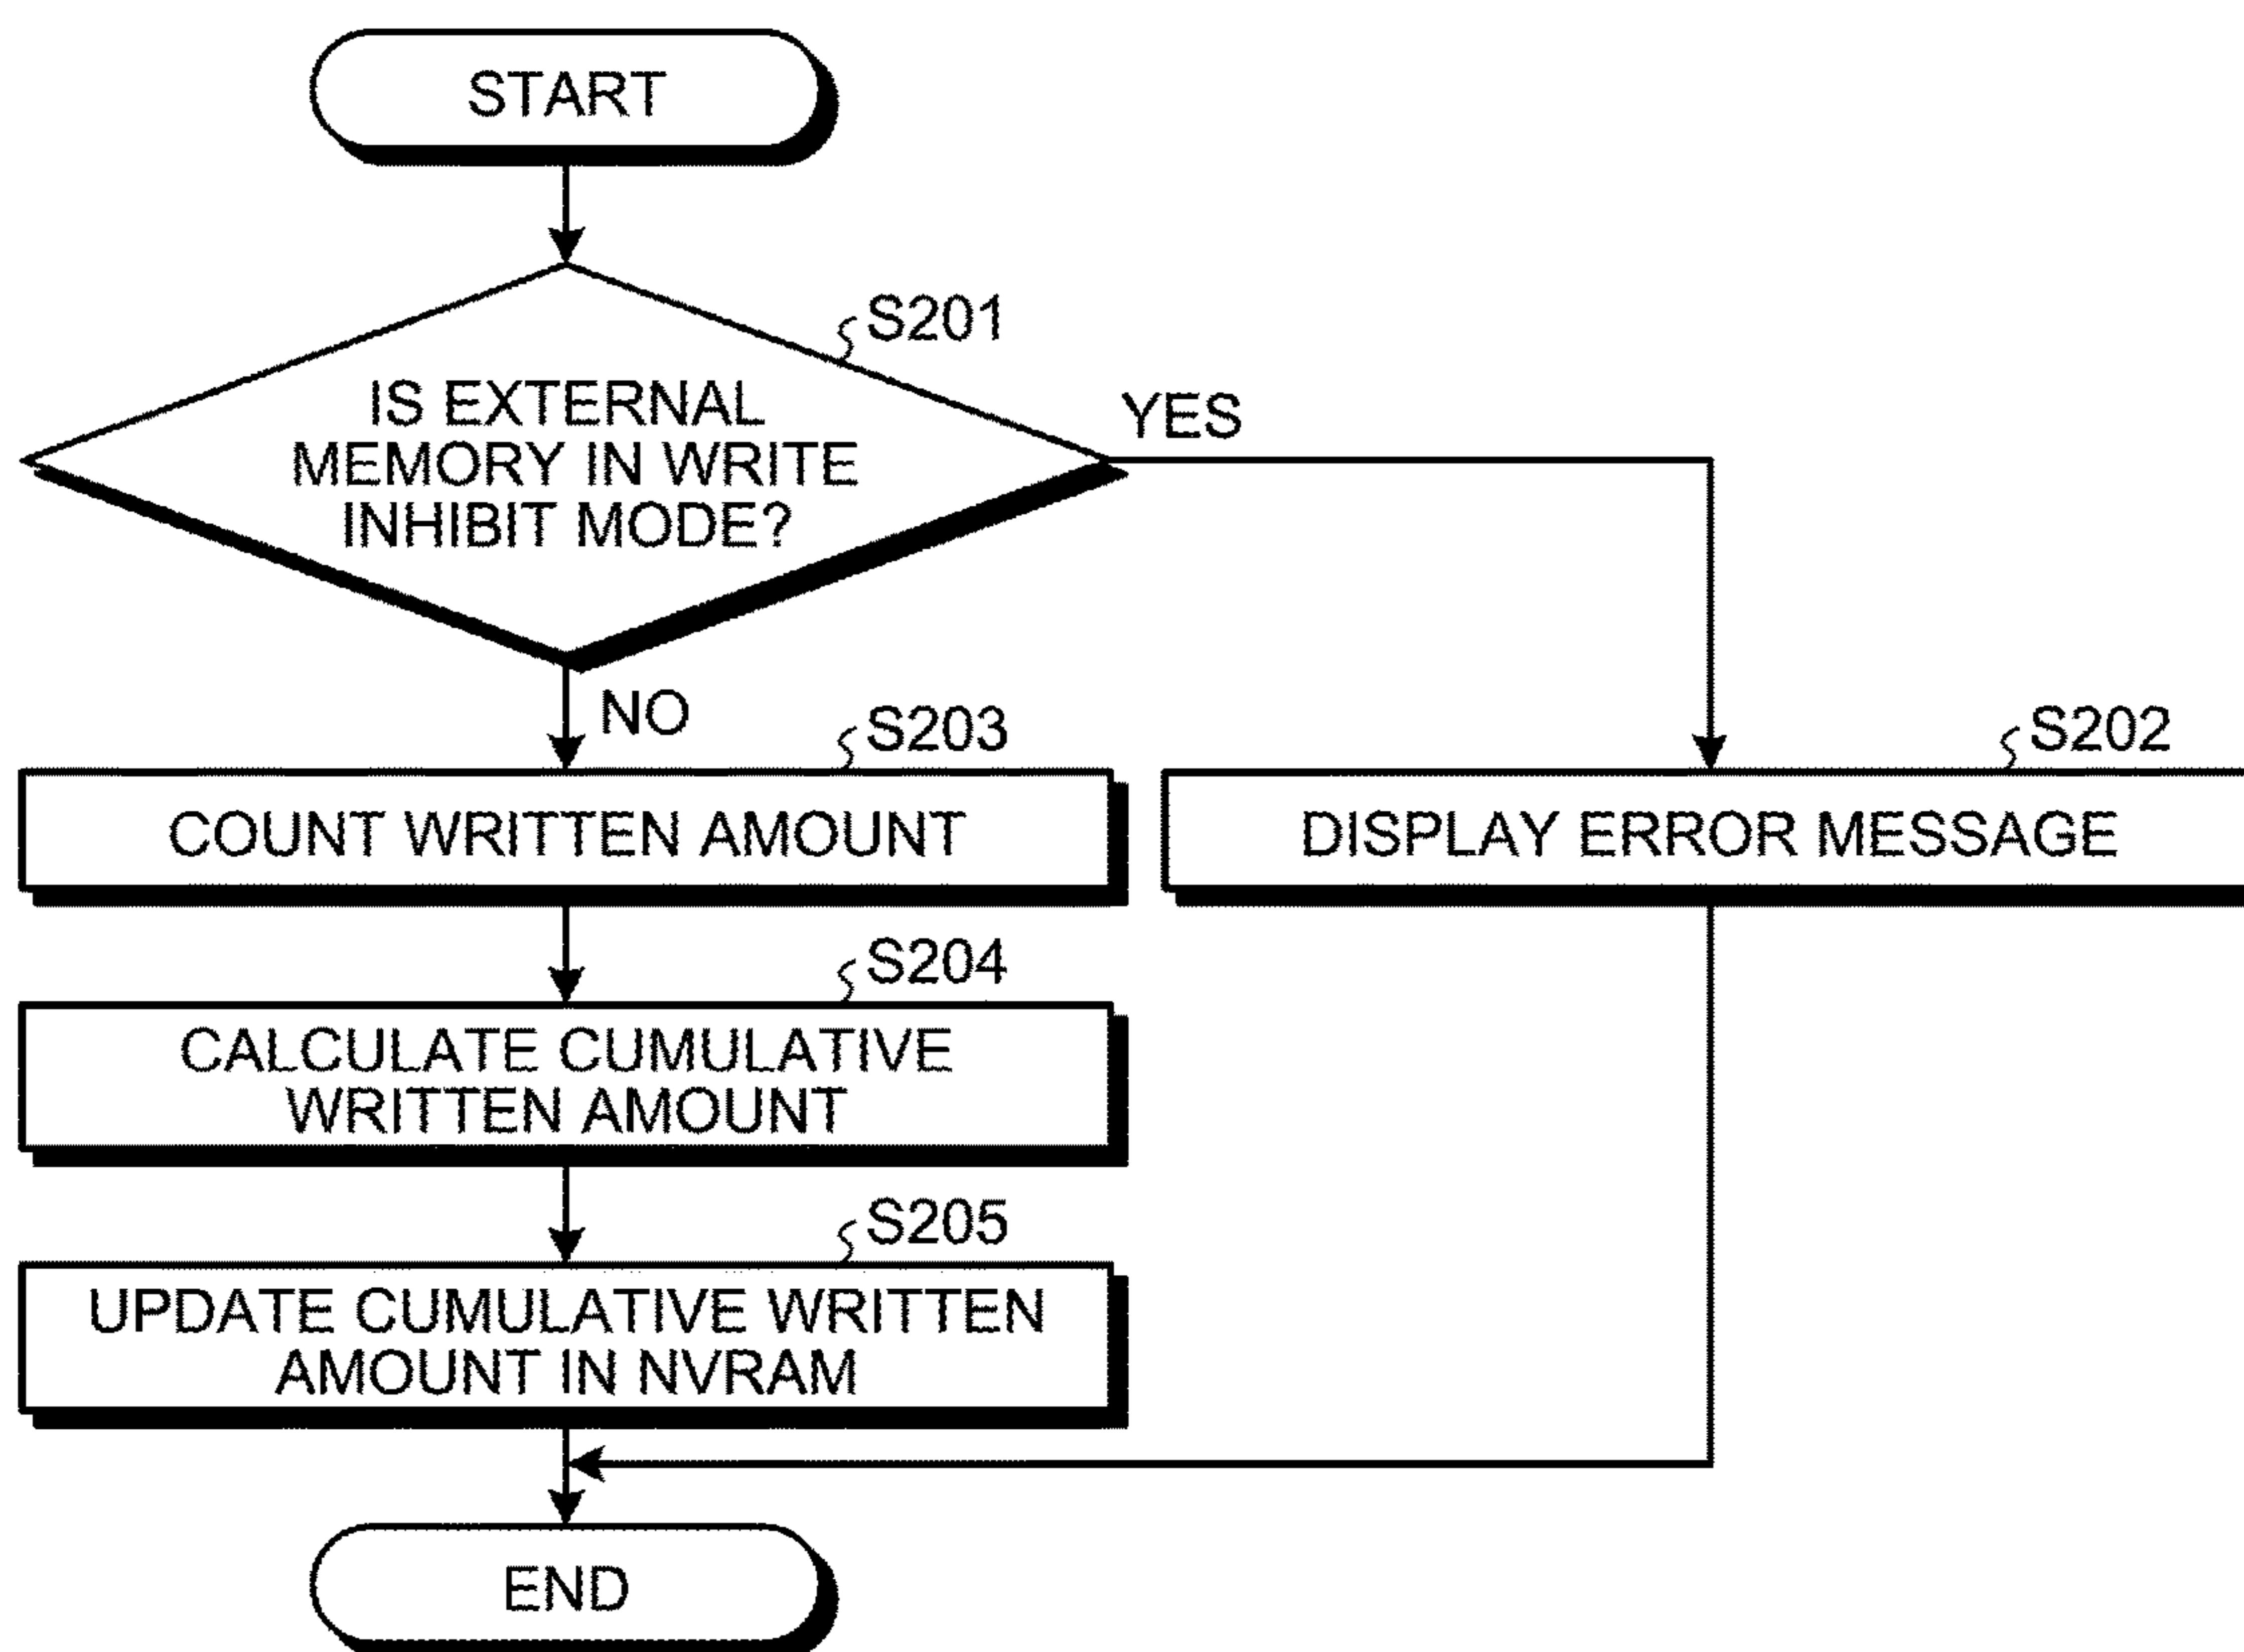 START
S201
IS EXTERNAL
MEMORY IN WRITE
INHIBIT MODE?
YES
NO
S203
COUNT WRITTEN AMOUNT
S202
DISPLAY ERROR MESSAGE
S204
CALCULATE CUMULATIVE
WRITTEN AMOUNT
S205
UPDATE CUMULATIVE WRITTEN
AMOUNT IN NVRAM
END